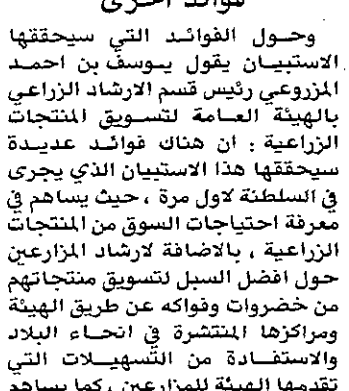 فوائد اخرى
وحول الفوائد التي سيحققها
الاستبيان يقول يوسف بن احمد
المزروعي رئيس قسم الارشاد الزراعي
بالهيئة العامة لتسويق المنتجات
الزراعية : ان هناك فوائد عديدة
سيحققها هذا الاستبيان الذي يجرى
في السلطنة لاول مرة ، حيث يساهم في
معرفة احتياجات السوق من المنتجات
الزراعية ، بالاضافة لارشاد المزارعين
حول افضل السبل لتسويق منتجاتهم
من خضروات وفواكه عن طريق الهيئة
ومراكزها المنتشرة في انحاء البلاد
والاستفادة من التسهيلات التي
تقدمها الهيئة للمزارعين ، كما يساهم